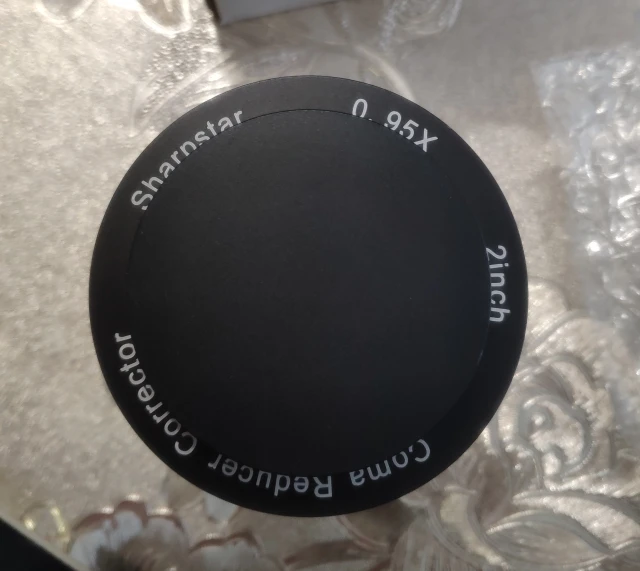 Sharpstar
0.95X
2inch
Coma Reducer Corrector